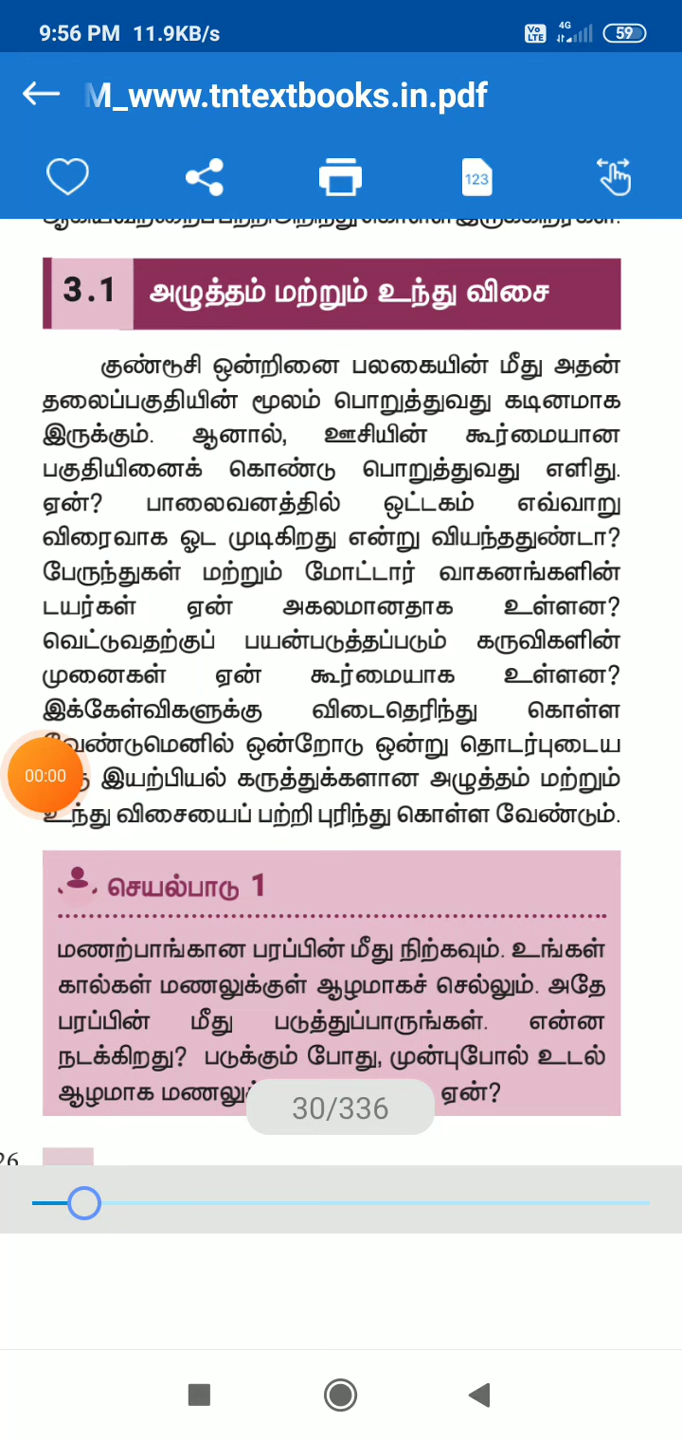 9:56 PM 11.9KB/s
Vo LTE 4G 59
M_www.tntextbooks.in.pdf
123
3.1 அழுத்தம் மற்றும் உந்து விசை
குண்டூசி ஒன்றினை பலகையின் மீது அதன்
தலைப்பகுதியின் மூலம் பொறுத்துவது கடினமாக
இருக்கும். ஆனால், ஊசியின் கூர்மையான
பகுதியினைக் கொண்டு பொறுத்துவது எளிது.
ஏன்? பாலைவனத்தில் ஒட்டகம் எவ்வாறு
விரைவாக ஓட முடிகிறது என்று வியந்ததுண்டா?
பேருந்துகள் மற்றும் மோட்டார் வாகனங்களின்
டயர்கள் ஏன் அகலமானதாக உள்ளன?
வெட்டுவதற்குப் பயன்படுத்தப்படும் கருவிகளின்
முனைகள் ஏன் கூர்மையாக உள்ளன?
இக்கேள்விகளுக்கு விடைதெரிந்து கொள்ள
வேண்டுமெனில் ஒன்றோடு ஒன்று தொடர்புடைய
00:00
இயற்பியல் கருத்துக்களான அழுத்தம் மற்றும்
உந்து விசையைப் பற்றி புரிந்து கொள்ள வேண்டும்.
செயல்பாடு 1
மணற்பாங்கான பரப்பின் மீது நிற்கவும். உங்கள்
கால்கள் மணலுக்குள் ஆழமாகச் செல்லும். அதே
பரப்பின் மீது படுத்துப்பாருங்கள். என்ன
நடக்கிறது? படுக்கும் போது, முன்புபோல் உடல்
ஆழமாக ஏன்?
30/336
26